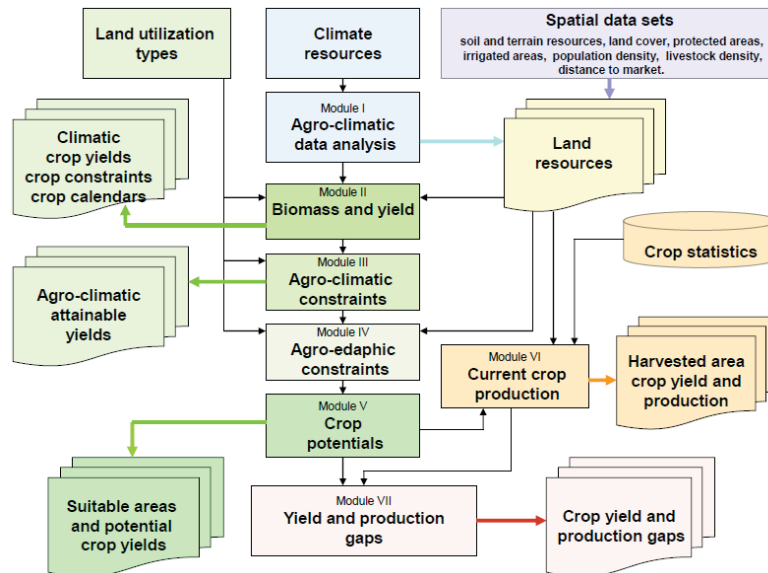 Land utilization
types
Climate
resources
Spatial data sets
soil and terrain resources, land cover, protected areas,
irrigated areas, population density, livestock density,
distance to market.
Module I
Agro-climatic
data analysis
Climatic
crop yields
crop constraints
crop calendars
Land
resources
Module II
Biomass and yield
Crop statistics
Module III
Agro-climatic
constraints
Agro-climatic
attainable
yields
Module IV
Agro-edaphic
constraints
Module VI
Current crop
production
Harvested area
crop yield and
production
Module V
Crop
potentials
Suitable areas
and potential
crop yields
Module VII
Yield and production
gaps
Crop yield and
production gaps